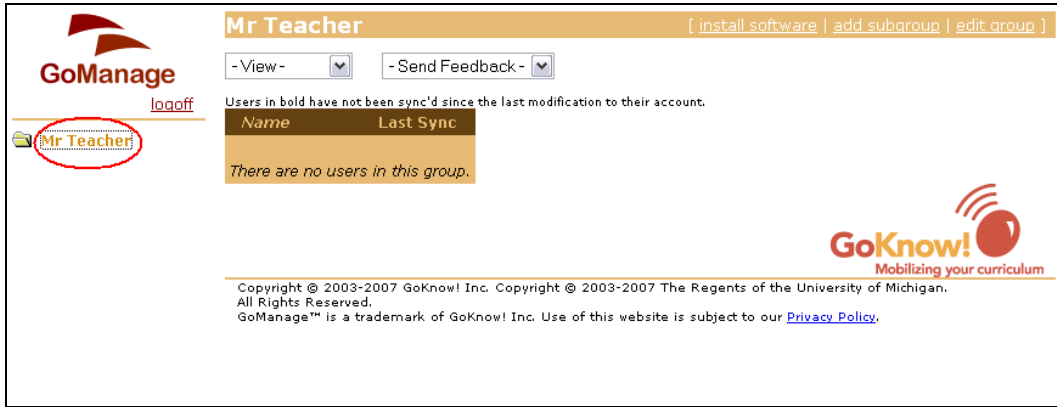 GoManage
logoff
Mr Teacher
Mr Teacher [ install software | add subgroup | edit group ]
- View - - Send Feedback -
Users in bold have not been sync'd since the last modification to their account.
Name Last Sync
There are no users in this group.
GoKnow!
Mobilizing your curriculum
Copyright © 2003-2007 GoKnow! Inc. Copyright © 2003-2007 The Regents of the University of Michigan.
All Rights Reserved.
GoManage™ is a trademark of GoKnow! Inc. Use of this website is subject to our Privacy Policy.